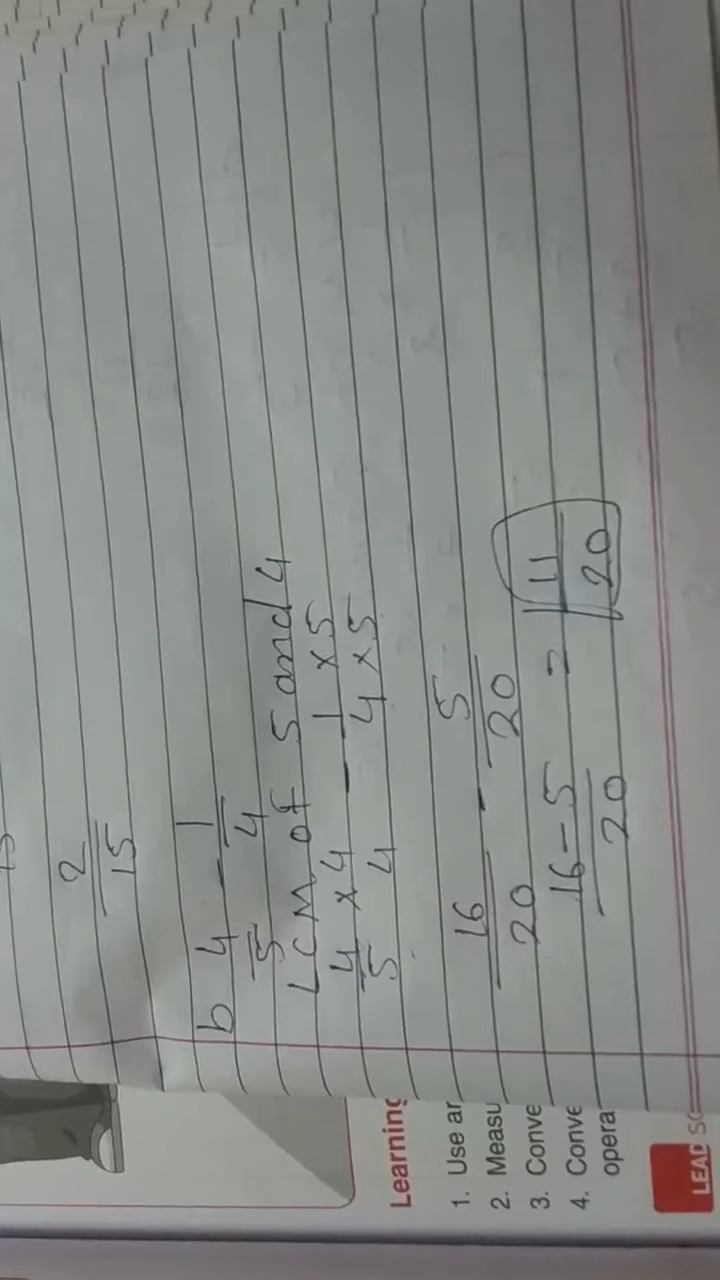 2/15
b 4/5 - 1/4
LCM of 5 and 4
4/5 × 4/4 - 1×5/4×5
16/20 - 5/20
16-5/20 = 11/20
Learning
1. Use ar
2. Measu
3. Conve
4. Conve
opera
LEAD SC